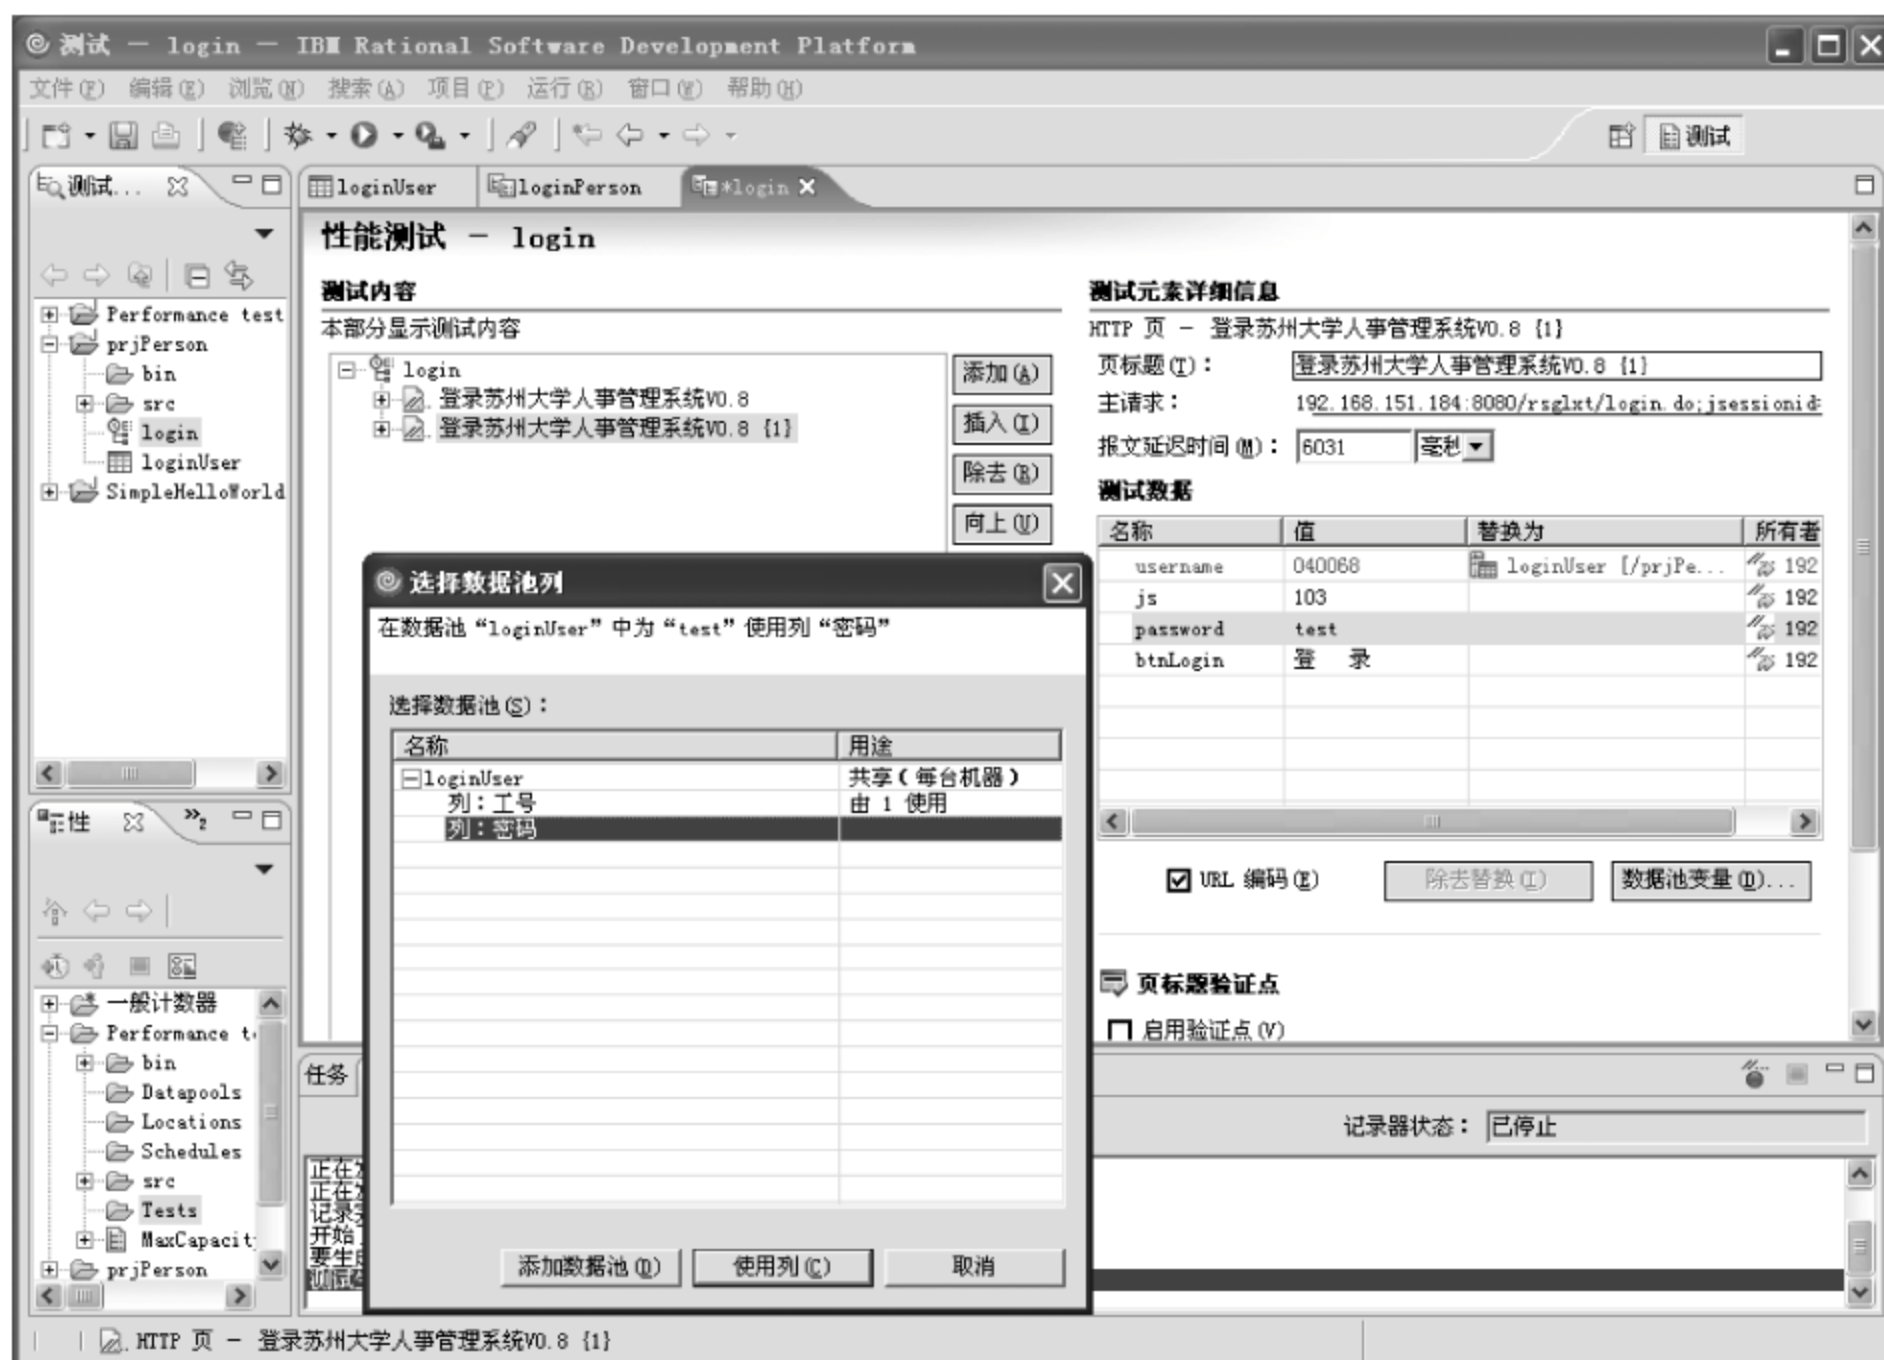 测试 — login — IBM Rational Software Development Platform
文件(F) 编辑(E) 浏览(N) 搜索(A) 项目(P) 运行(R) 窗口(W) 帮助(H)
测试
测试...
Performance test
prjPerson
bin
src
login
loginUser
SimpleHelloWorld
loginUser
loginPerson
*login
性能测试 — login
测试内容
本部分显示测试内容
login
登录苏州大学人事管理系统V0.8
登录苏州大学人事管理系统V0.8 {1}
添加(A)
插入(I)
除去(R)
向上(U)
测试元素详细信息
HTTP 页 — 登录苏州大学人事管理系统V0.8 {1}
页标题(T)： 登录苏州大学人事管理系统V0.8 {1}
主请求： 192.168.151.184:8080/rsglxt/login.do;jsessionid
报文延迟时间(M)： 6031 毫秒
测试数据
名称 值 替换为 所有者
username 040068 loginUser [/prjPe... 192
js 103 192
password test 192
btnLogin 登 录 192
URL 编码(E) 除去替换(I) 数据池变量(D)...
页标题验证点
启用验证点(V)
选择数据池列
在数据池“loginUser”中为“test”使用列“密码”
选择数据池(S)：
名称 用途
loginUser 共享(每台机器)
列：工号 由 1 使用
列：密码
添加数据池(D) 使用列(C) 取消
性
»2
一般计数器
Performance t
bin
Datapools
Locations
Schedules
src
Tests
MaxCapacit
prjPerson
任务
记录器状态： 已停止
正在
正在
记录
开始
要生
HTTP 页 — 登录苏州大学人事管理系统V0.8 {1}